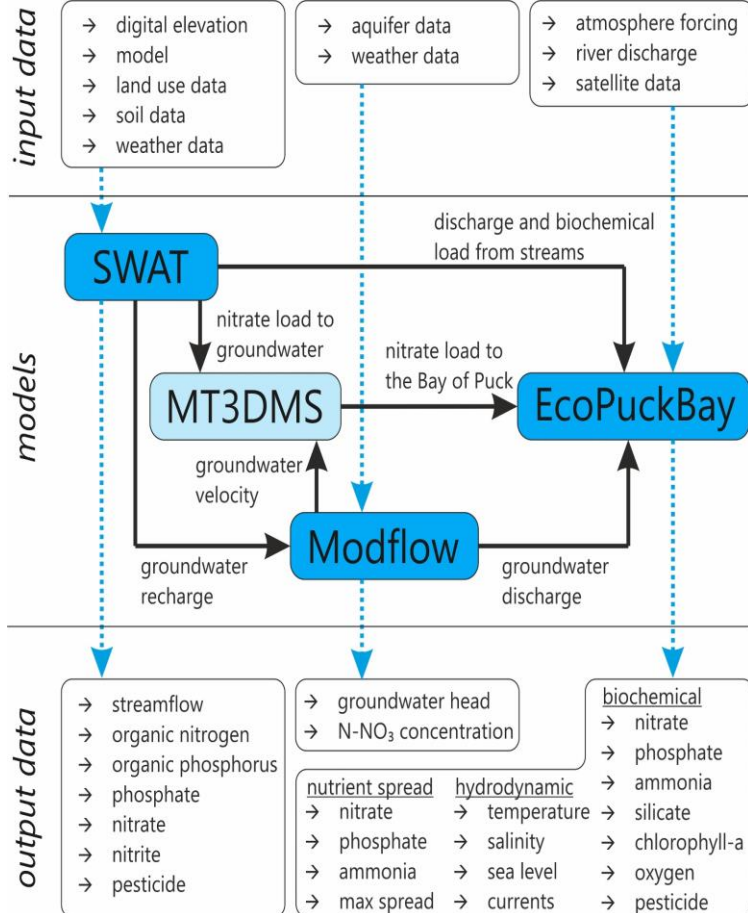 input data
→ digital elevation
→ model
→ land use data
→ soil data
→ weather data
→ aquifer data
→ weather data
→ atmosphere forcing
→ river discharge
→ satellite data
models
SWAT
discharge and biochemical
load from streams
nitrate load to
groundwater
nitrate load to
the Bay of Puck
MT3DMS
EcoPuckBay
groundwater
velocity
Modflow
groundwater
recharge
groundwater
discharge
output data
→ streamflow
→ organic nitrogen
→ organic phosphorus
→ phosphate
→ nitrate
→ nitrite
→ pesticide
→ groundwater head
→ N-NO₃ concentration
nutrient spread
→ nitrate
→ phosphate
→ ammonia
→ max spread
hydrodynamic
→ temperature
→ salinity
→ sea level
→ currents
biochemical
→ nitrate
→ phosphate
→ ammonia
→ silicate
→ chlorophyll-a
→ oxygen
→ pesticide